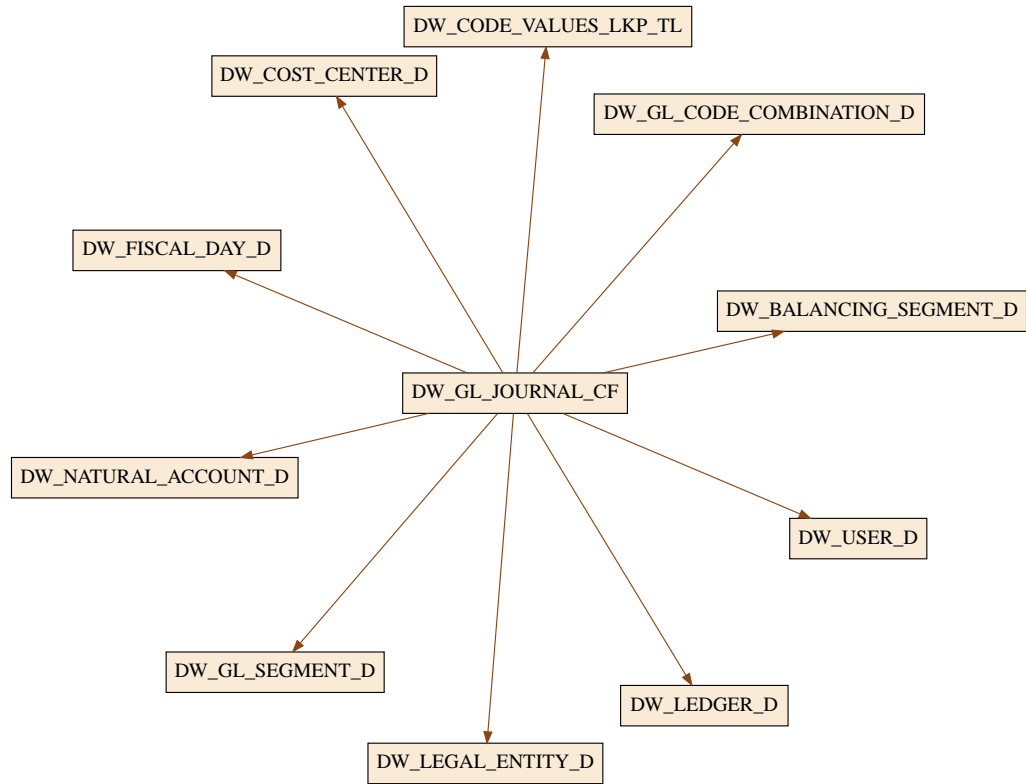 DW_CODE_VALUES_LKP_TL
DW_COST_CENTER_D
DW_GL_CODE_COMBINATION_D
DW_FISCAL_DAY_D
DW_BALANCING_SEGMENT_D
DW_GL_JOURNAL_CF
DW_NATURAL_ACCOUNT_D
DW_USER_D
DW_GL_SEGMENT_D
DW_LEDGER_D
DW_LEGAL_ENTITY_D